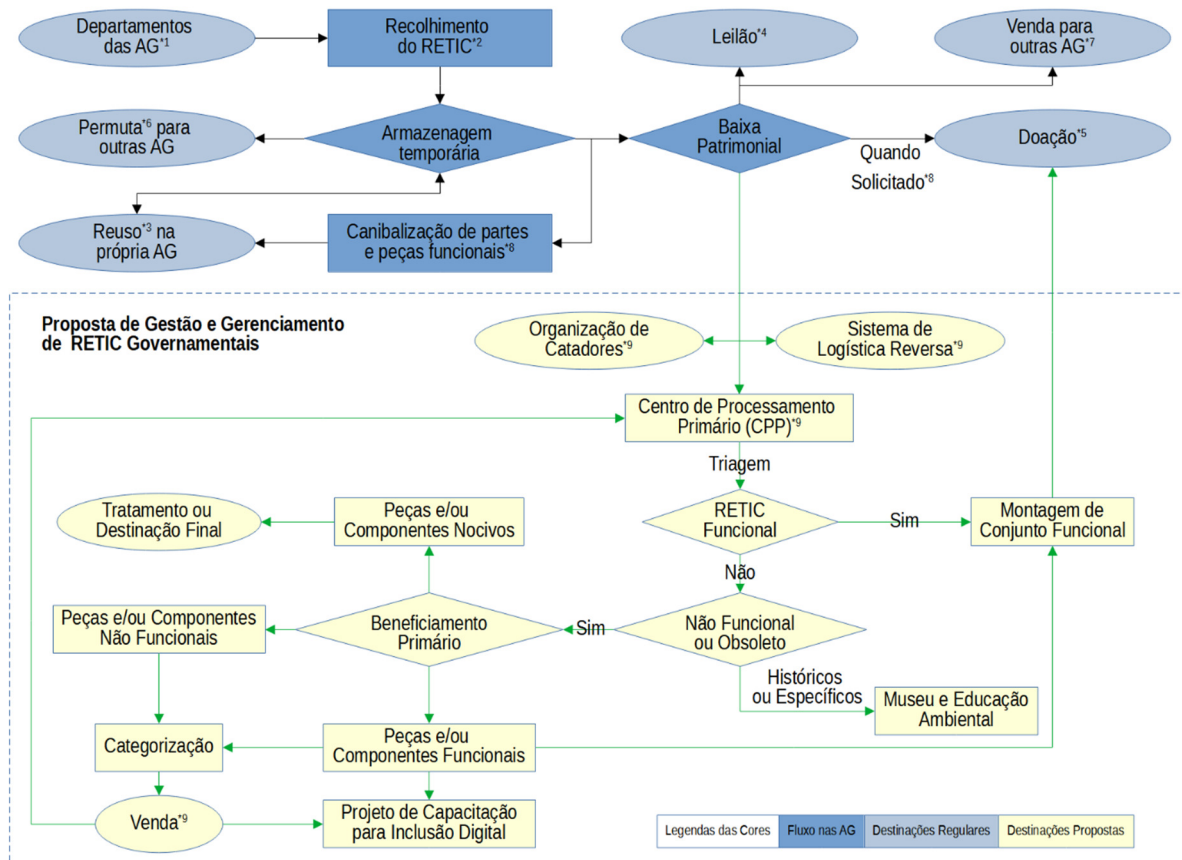 Departamentos
das AG*1
Recolhimento
do RETIC*2
Leilão*4
Venda para
outras AG*7
Permuta*6 para
outras AG
Armazenagem
temporária
Baixa
Patrimonial
Quando
Solicitado*8
Doação*5
Reuso*3 na
própria AG
Canibalização de partes
e peças funcionais*8
Proposta de Gestão e Gerenciamento
de RETIC Governamentais
Organização de
Catadores*9
Sistema de
Logística Reversa*9
Centro de Processamento
Primário (CPP)*9
Triagem
Tratamento ou
Destinação Final
Peças e/ou
Componentes Nocivos
RETIC
Funcional
Sim
Montagem de
Conjunto Funcional
Não
Peças e/ou Componentes
Não Funcionais
Beneficiamento
Primário
Sim
Não Funcional
ou Obsoleto
Históricos
ou Específicos
Museu e Educação
Ambiental
Categorização
Peças e/ou
Componentes Funcionais
Venda*9
Projeto de Capacitação
para Inclusão Digital
Legendas das Cores
Fluxo nas AG
Destinações Regulares
Destinações Propostas